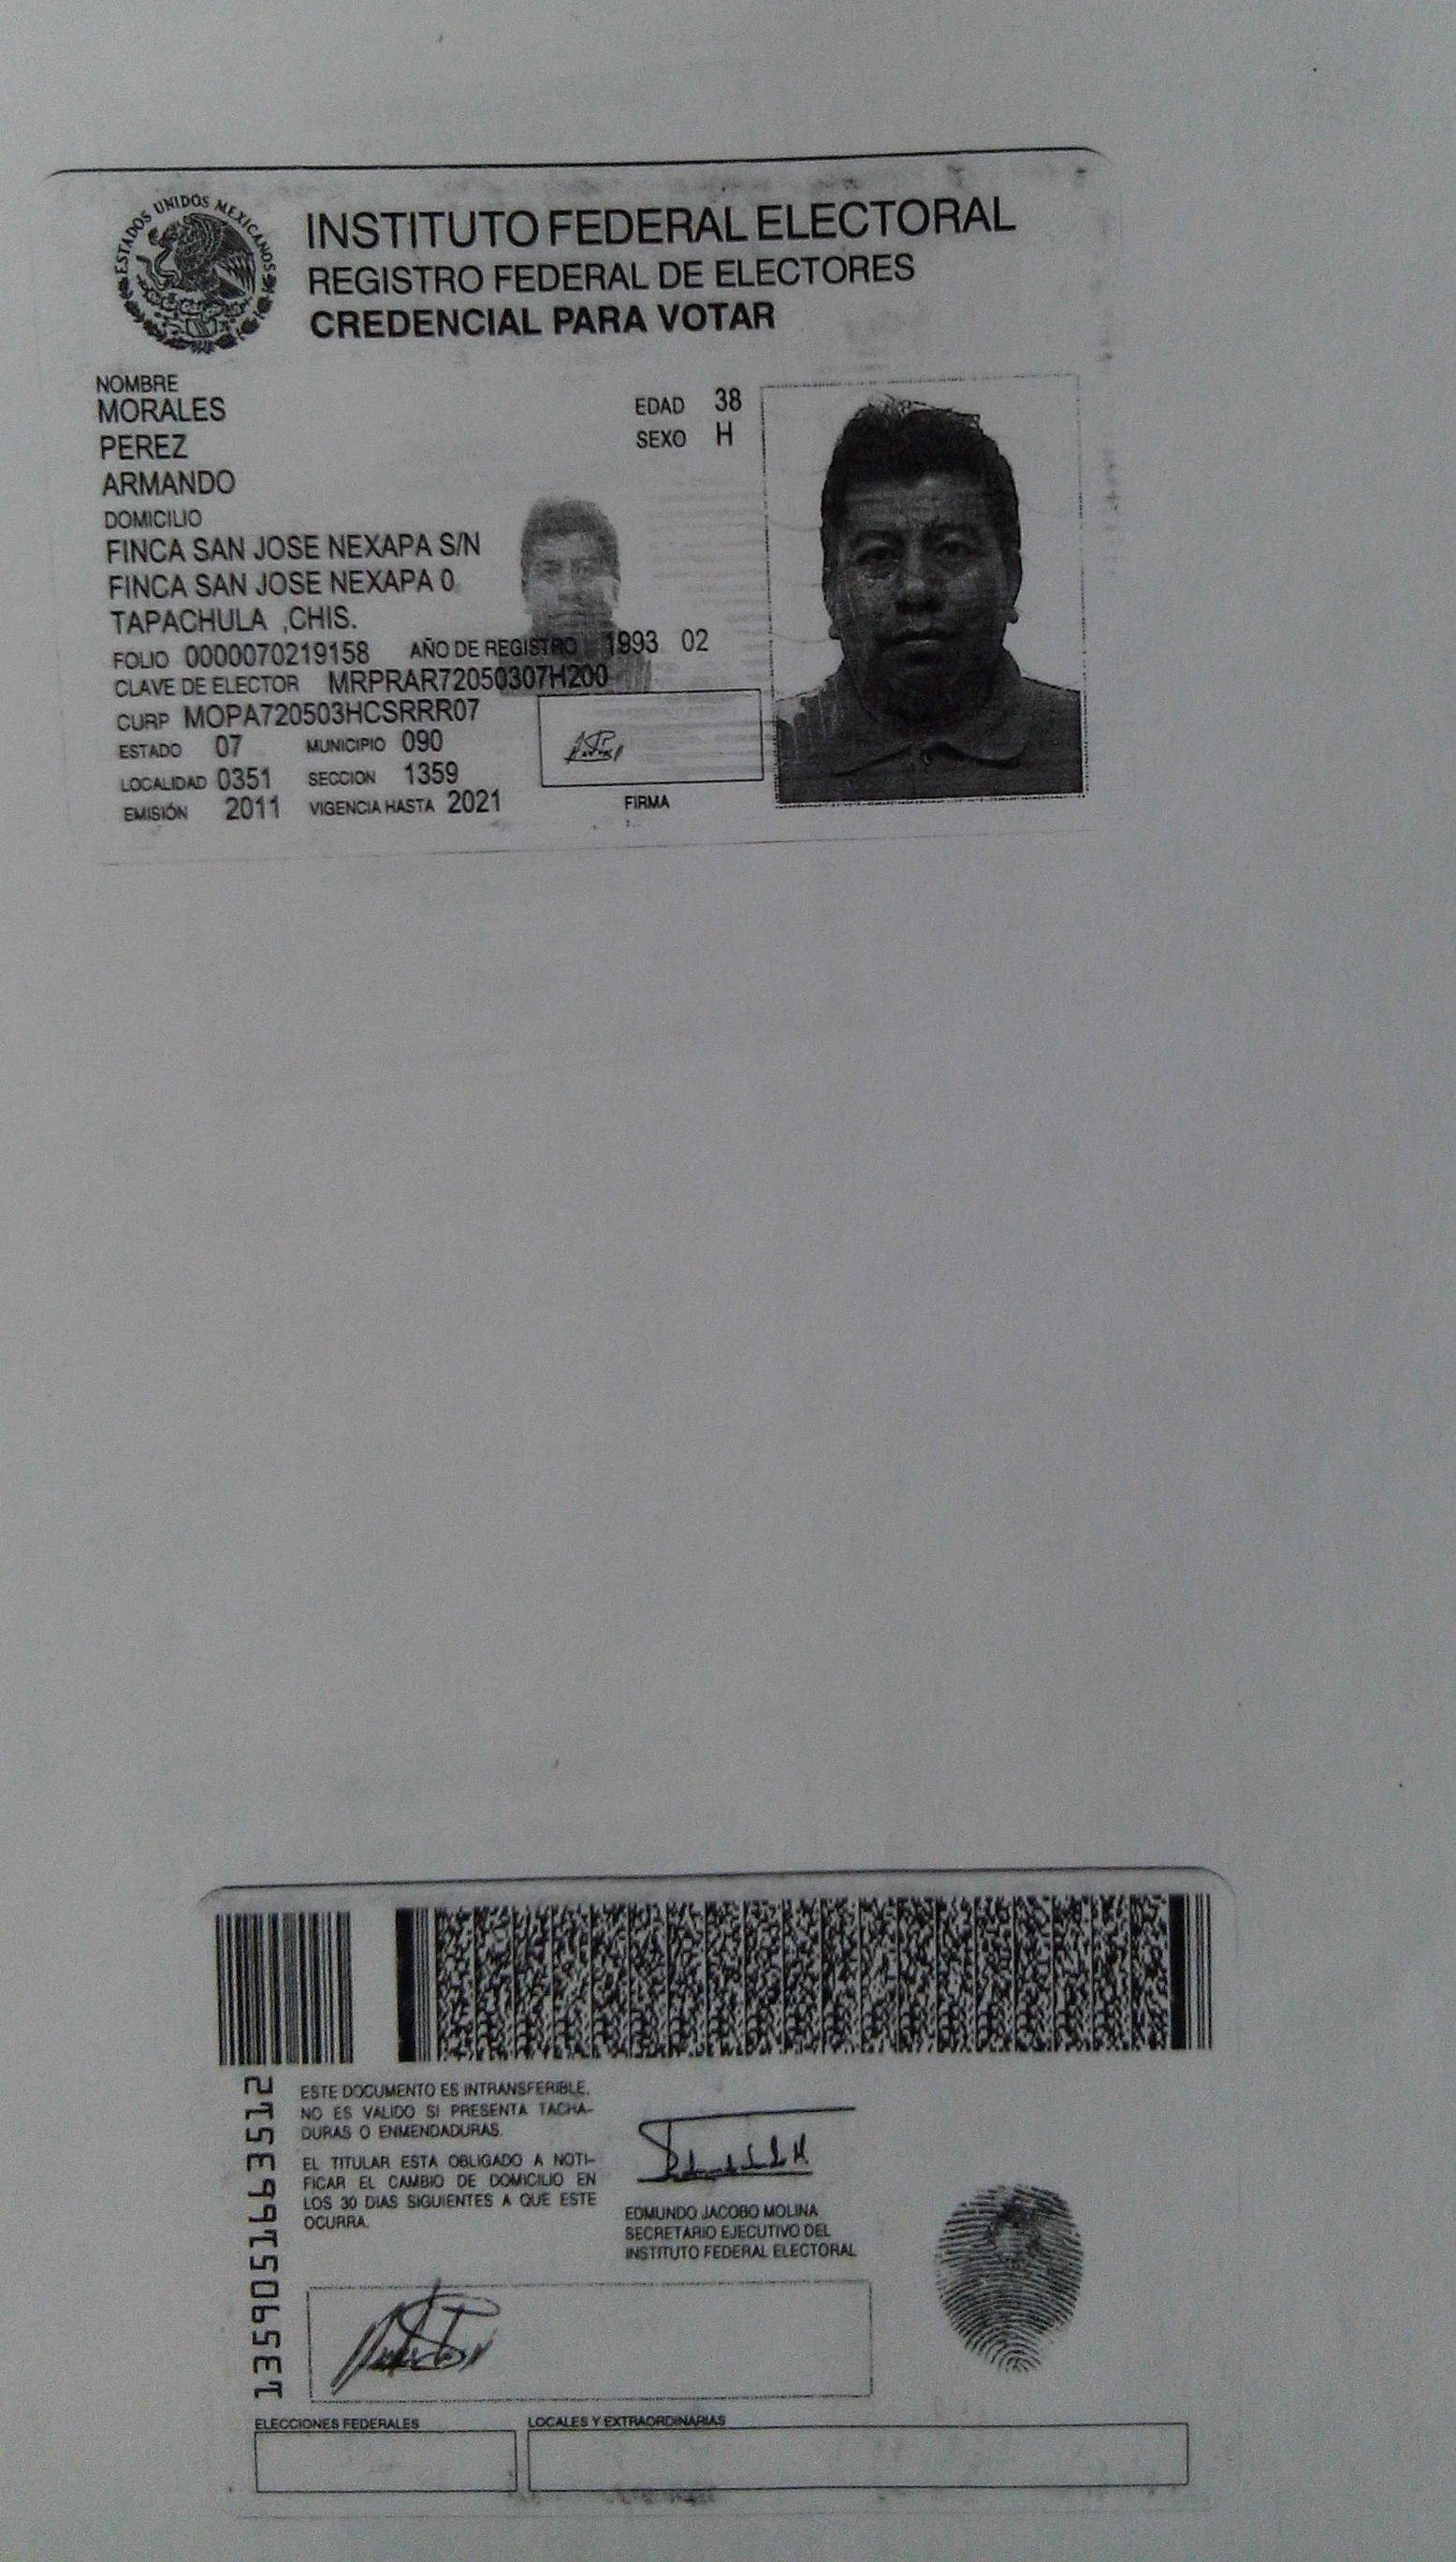 ESTADOS UNIDOS MEXICANOS
INSTITUTO FEDERAL ELECTORAL
REGISTRO FEDERAL DE ELECTORES
CREDENCIAL PARA VOTAR
NOMBRE
MORALES
PEREZ
ARMANDO
EDAD 38
SEXO H
DOMICILIO
FINCA SAN JOSE NEXAPA S/N
FINCA SAN JOSE NEXAPA 0
TAPACHULA ,CHIS.
FOLIO 0000070219158 AÑO DE REGISTRO 1993 02
CLAVE DE ELECTOR MRPRAR72050307H200
CURP MOPA720503HCSRRR07
ESTADO 07 MUNICIPIO 090
LOCALIDAD 0351 SECCION 1359
EMISIÓN 2011 VIGENCIA HASTA 2021
FIRMA
1359051663512
ESTE DOCUMENTO ES INTRANSFERIBLE.
NO ES VALIDO SI PRESENTA TACHA-
DURAS O ENMENDADURAS.
EL TITULAR ESTA OBLIGADO A NOTI-
FICAR EL CAMBIO DE DOMICILIO EN
LOS 30 DIAS SIGUIENTES A QUE ESTE
OCURRA.
EDMUNDO JACOBO MOLINA
SECRETARIO EJECUTIVO DEL
INSTITUTO FEDERAL ELECTORAL
ELECCIONES FEDERALES
LOCALES Y EXTRAORDINARIAS